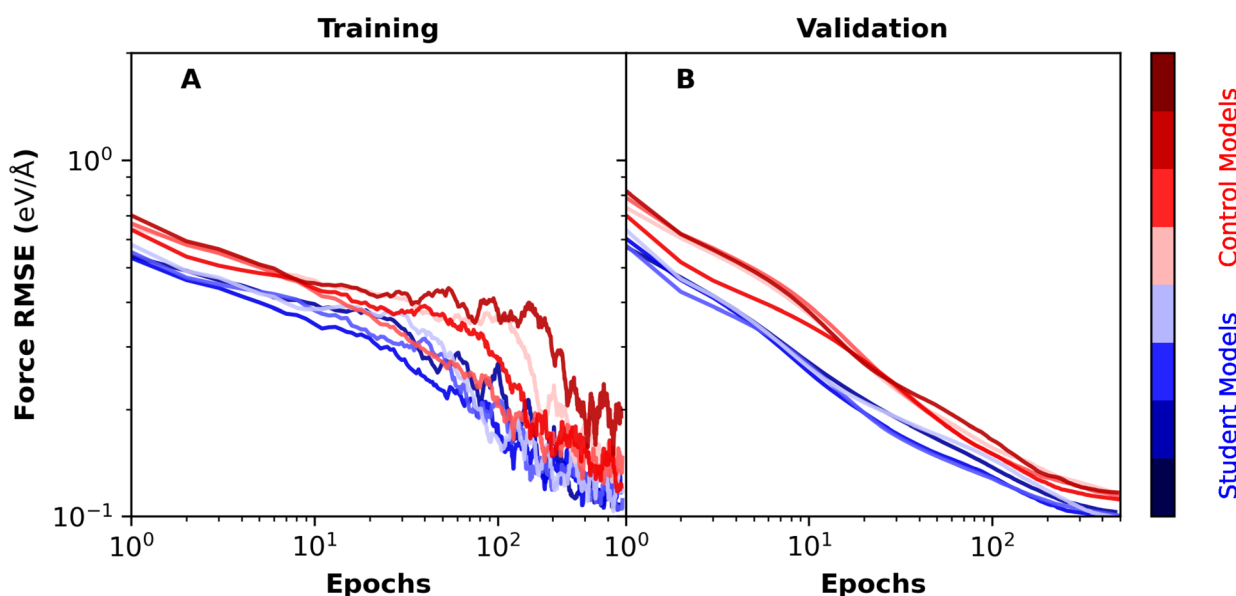 Training
Validation
A
B
Force RMSE (eV/Å)
10⁰
10⁻¹
10⁰
10¹
10²
10⁰
10¹
10²
Epochs
Epochs
Control Models
Student Models